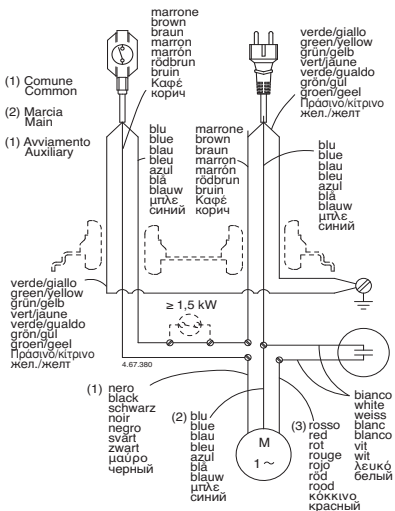 marrone
brown
braun
marron
marrón
rödbrun
bruin
Καφέ
корич
verde/giallo
green/yellow
grün/gelb
vert/jaune
verde/gualdo
grön/gul
groen/geel
Πράσινο/κίτρινο
жел./желт
(1) Comune
Common
(2) Marcia
Main
(1) Avviamento
Auxiliary
blu
blue
blau
bleu
azul
blå
blauw
μπλε
синий
marrone
brown
braun
marron
marrón
rödbrun
bruin
Καφέ
корич
blu
blue
blau
bleu
azul
blå
blauw
μπλε
синий
verde/giallo
green/yellow
grün/gelb
vert/jaune
verde/gualdo
grön/gul
groen/geel
Πράσινο/κίτρινο
жел./желт
≥ 1,5 kW
4.67.380
(1) nero
black
schwarz
noir
negro
svart
zwart
μαύρο
черный
(2) blu
blue
blau
bleu
azul
blå
blauw
μπλε
синий
M
1 ~
(3) rosso
red
rot
rouge
rojo
röd
rood
κόκκινο
красный
bianco
white
weiss
blanc
blanco
vit
wit
λευκό
белый